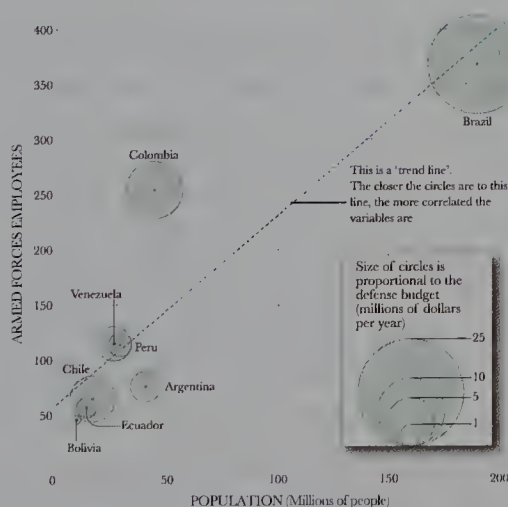 400
350
300
250
200
150
100
50
ARMED FORCES EMPLOYEES
Brazil
Colombia
This is a 'trend line'.
The closer the circles are to this
line, the more correlated the
variables are
Venezuela
Peru
Chile
Argentina
Ecuador
Bolivia
Size of circles is
proportional to the
defense budget
(millions of dollars
per year)
25
10
5
1
0
50
100
150
200
POPULATION (Millions of people)